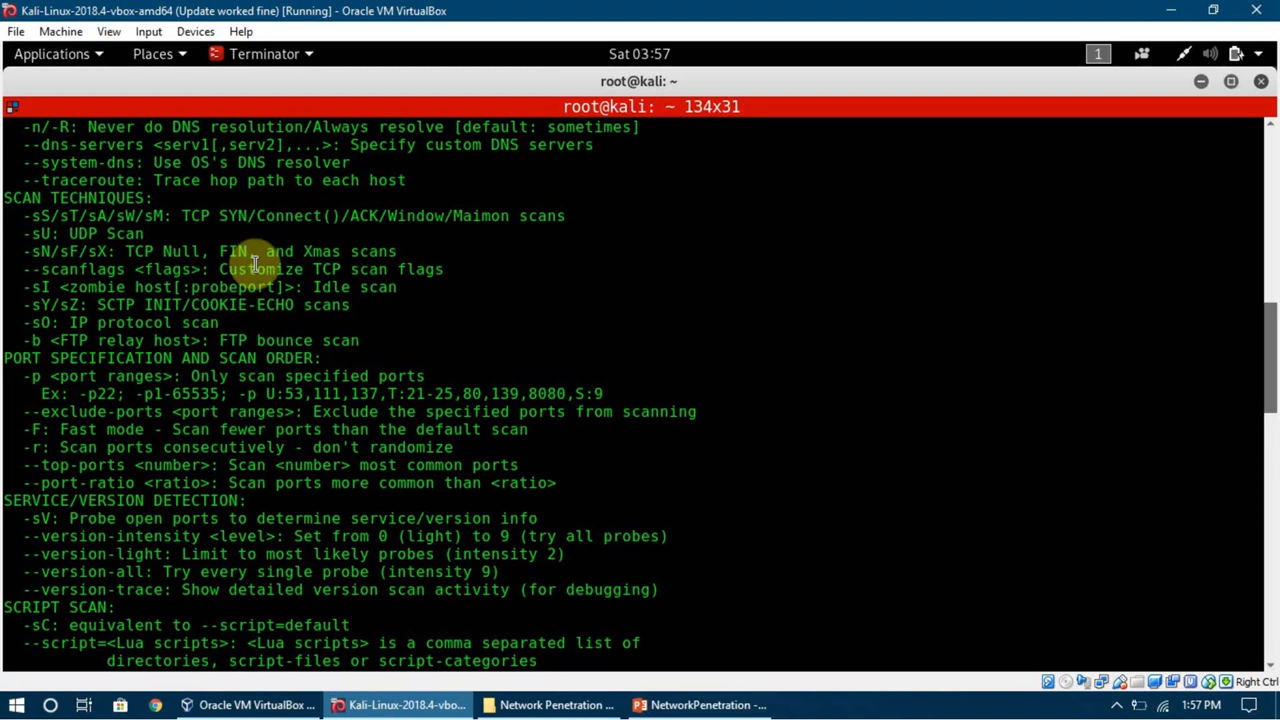 Kali-Linux-2018.4-vbox-amd64 (Update worked fine) [Running] - Oracle VM VirtualBox
File Machine View Input Devices Help
Applications Places Terminator Sat 03:57 1
root@kali: ~
root@kali: ~ 134x31
-n/-R: Never do DNS resolution/Always resolve [default: sometimes]
--dns-servers <serv1[,serv2],...>: Specify custom DNS servers
--system-dns: Use OS's DNS resolver
--traceroute: Trace hop path to each host
SCAN TECHNIQUES:
-sS/sT/sA/sW/sM: TCP SYN/Connect()/ACK/Window/Maimon scans
-sU: UDP Scan
-sN/sF/sX: TCP Null, FIN, and Xmas scans
--scanflags <flags>: Customize TCP scan flags
-sI <zombie host[:probeport]>: Idle scan
-sY/sZ: SCTP INIT/COOKIE-ECHO scans
-sO: IP protocol scan
-b <FTP relay host>: FTP bounce scan
PORT SPECIFICATION AND SCAN ORDER:
-p <port ranges>: Only scan specified ports
Ex: -p22; -p1-65535; -p U:53,111,137,T:21-25,80,139,8080,S:9
--exclude-ports <port ranges>: Exclude the specified ports from scanning
-F: Fast mode - Scan fewer ports than the default scan
-r: Scan ports consecutively - don't randomize
--top-ports <number>: Scan <number> most common ports
--port-ratio <ratio>: Scan ports more common than <ratio>
SERVICE/VERSION DETECTION:
-sV: Probe open ports to determine service/version info
--version-intensity <level>: Set from 0 (light) to 9 (try all probes)
--version-light: Limit to most likely probes (intensity 2)
--version-all: Try every single probe (intensity 9)
--version-trace: Show detailed version scan activity (for debugging)
SCRIPT SCAN:
-sC: equivalent to --script=default
--script=<Lua scripts>: <Lua scripts> is a comma separated list of
directories, script-files or script-categories
Right Ctrl
Oracle VM VirtualBox ... Kali-Linux-2018.4-vbo... Network Penetration ... NetworkPenetration -... 1:57 PM